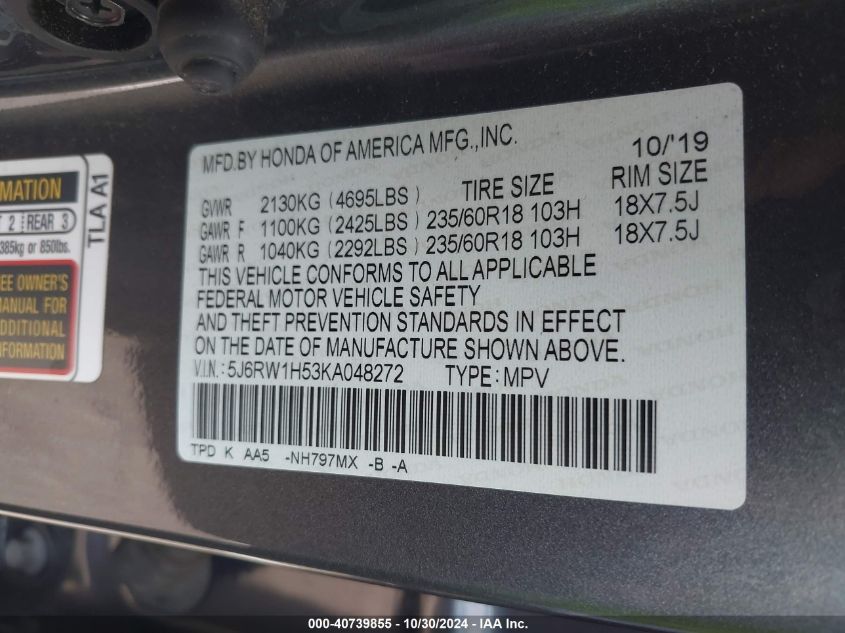 MFD.BY HONDA OF AMERICA MFG.,INC. 10/'19
GVWR 2130KG (4695LBS) TIRE SIZE RIM SIZE
GAWR F 1100KG (2425LBS) 235/60R18 103H 18X7.5J
GAWR R 1040KG (2292LBS) 235/60R18 103H 18X7.5J
THIS VEHICLE CONFORMS TO ALL APPLICABLE
FEDERAL MOTOR VEHICLE SAFETY
AND THEFT PREVENTION STANDARDS IN EFFECT
ON THE DATE OF MANUFACTURE SHOWN ABOVE.
V.I.N.: 5J6RW1H53KA048272 TYPE: MPV
TPD K AA5 -NH797MX -B -A
MATION
2 REAR 3
385kg or 850lbs.
EE OWNER'S
MANUAL FOR
ADDITIONAL
INFORMATION
TLA A1
000-40739855 - 10/30/2024 - IAAI Inc.